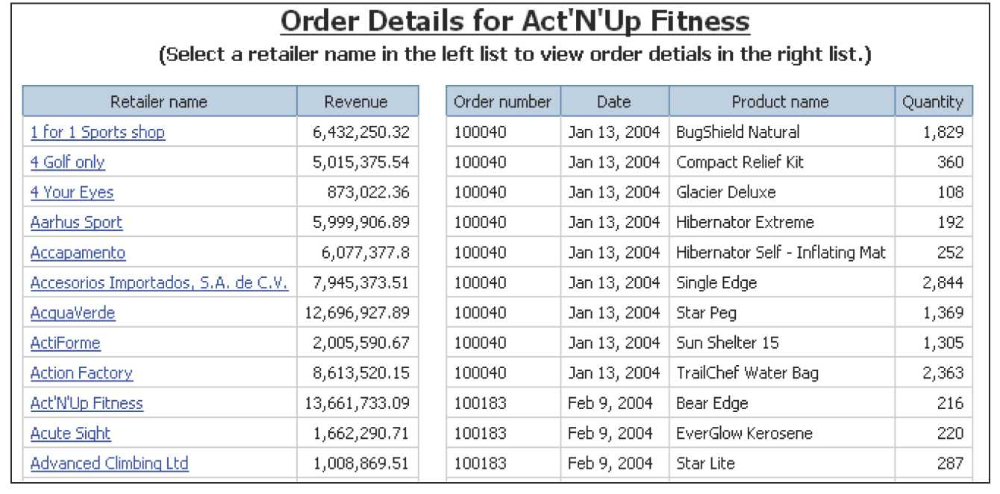 Order Details for Act'N'Up Fitness
(Select a retailer name in the left list to view order detials in the right list.)
Retailer name Revenue Order number Date Product name Quantity
1 for 1 Sports shop 6,432,250.32 100040 Jan 13, 2004 BugShield Natural 1,829
4 Golf only 5,015,375.54 100040 Jan 13, 2004 Compact Relief Kit 360
4 Your Eyes 873,022.36 100040 Jan 13, 2004 Glacier Deluxe 108
Aarhus Sport 5,999,906.89 100040 Jan 13, 2004 Hibernator Extreme 192
Accapamento 6,077,377.8 100040 Jan 13, 2004 Hibernator Self - Inflating Mat 252
Accesorios Importados, S.A. de C.V. 7,945,373.51 100040 Jan 13, 2004 Single Edge 2,844
AcquaVerde 12,696,927.89 100040 Jan 13, 2004 Star Peg 1,369
ActiForme 2,005,590.67 100040 Jan 13, 2004 Sun Shelter 15 1,305
Action Factory 8,613,520.15 100040 Jan 13, 2004 TrailChef Water Bag 2,363
Act'N'Up Fitness 13,661,733.09 100183 Feb 9, 2004 Bear Edge 216
Acute Sight 1,662,290.71 100183 Feb 9, 2004 EverGlow Kerosene 220
Advanced Climbing Ltd 1,008,869.51 100183 Feb 9, 2004 Star Lite 287